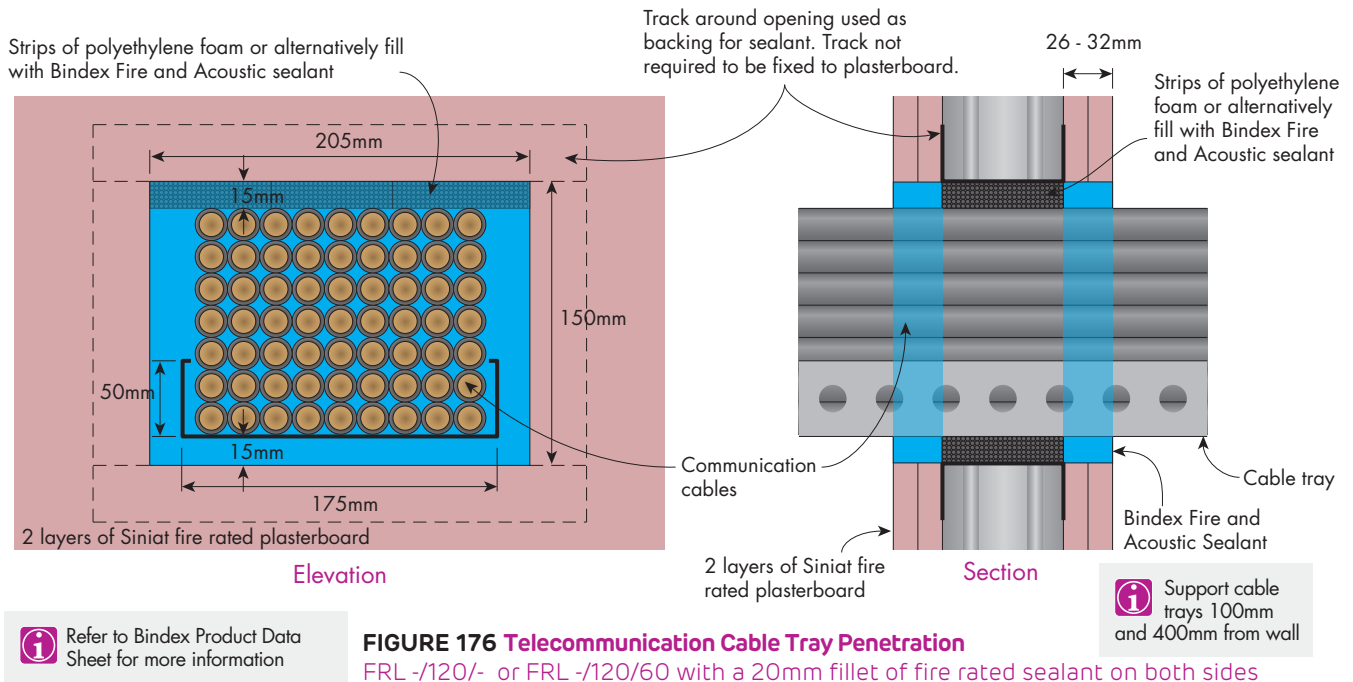 Strips of polyethylene foam or alternatively fill
with Bindex Fire and Acoustic sealant
Track around opening used as
backing for sealant. Track not
required to be fixed to plasterboard.
26 - 32mm
Strips of polyethylene
foam or alternatively
fill with Bindex Fire
and Acoustic sealant
205mm
15mm
150mm
50mm
15mm
175mm
2 layers of Siniat fire rated plasterboard
Elevation
Communication
cables
Cable tray
Bindex Fire and
Acoustic Sealant
2 layers of Siniat fire
rated plasterboard
Section
i Support cable
trays 100mm
and 400mm from wall
i Refer to Bindex Product Data
Sheet for more information
FIGURE 176 Telecommunication Cable Tray Penetration
FRL -/120/- or FRL -/120/60 with a 20mm fillet of fire rated sealant on both sides